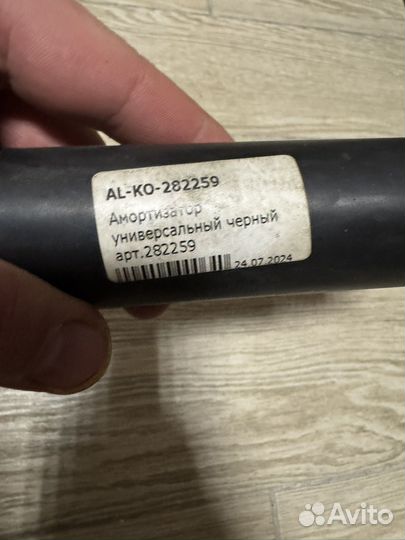 AL-KO-282259
Амортизатор
универсальный черный
арт.282259
24.07.2024
Avito